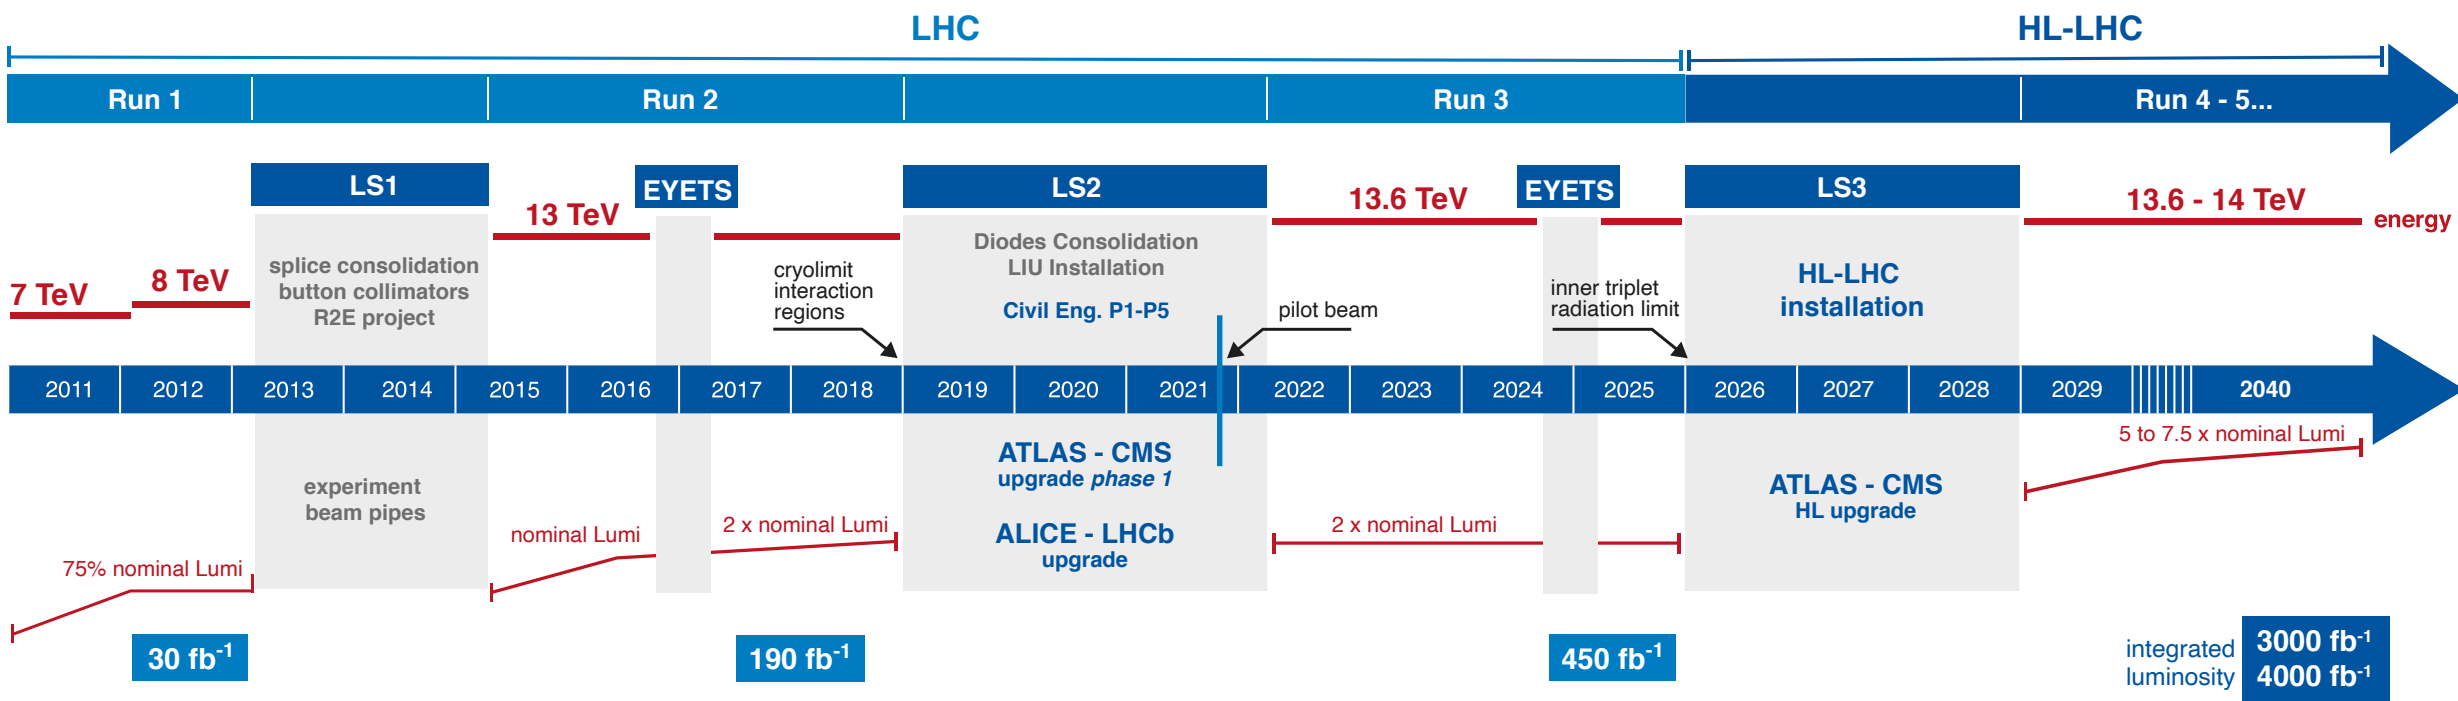 LHC
HL-LHC
Run 1
Run 2
Run 3
Run 4 - 5...
LS1
EYETS
LS2
EYETS
LS3
13 TeV
13.6 TeV
13.6 - 14 TeV
energy
7 TeV
8 TeV
splice consolidation
button collimators
R2E project
cryolimit
interaction
regions
Diodes Consolidation
LIU Installation
Civil Eng. P1-P5
pilot beam
inner triplet
radiation limit
HL-LHC
installation
2011
2012
2013
2014
2015
2016
2017
2018
2019
2020
2021
2022
2023
2024
2025
2026
2027
2028
2029
2040
5 to 7.5 x nominal Lumi
experiment
beam pipes
ATLAS - CMS
upgrade phase 1
ALICE - LHCb
upgrade
ATLAS - CMS
HL upgrade
75% nominal Lumi
nominal Lumi
2 x nominal Lumi
2 x nominal Lumi
30 fb⁻¹
190 fb⁻¹
450 fb⁻¹
integrated
luminosity
3000 fb⁻¹
4000 fb⁻¹